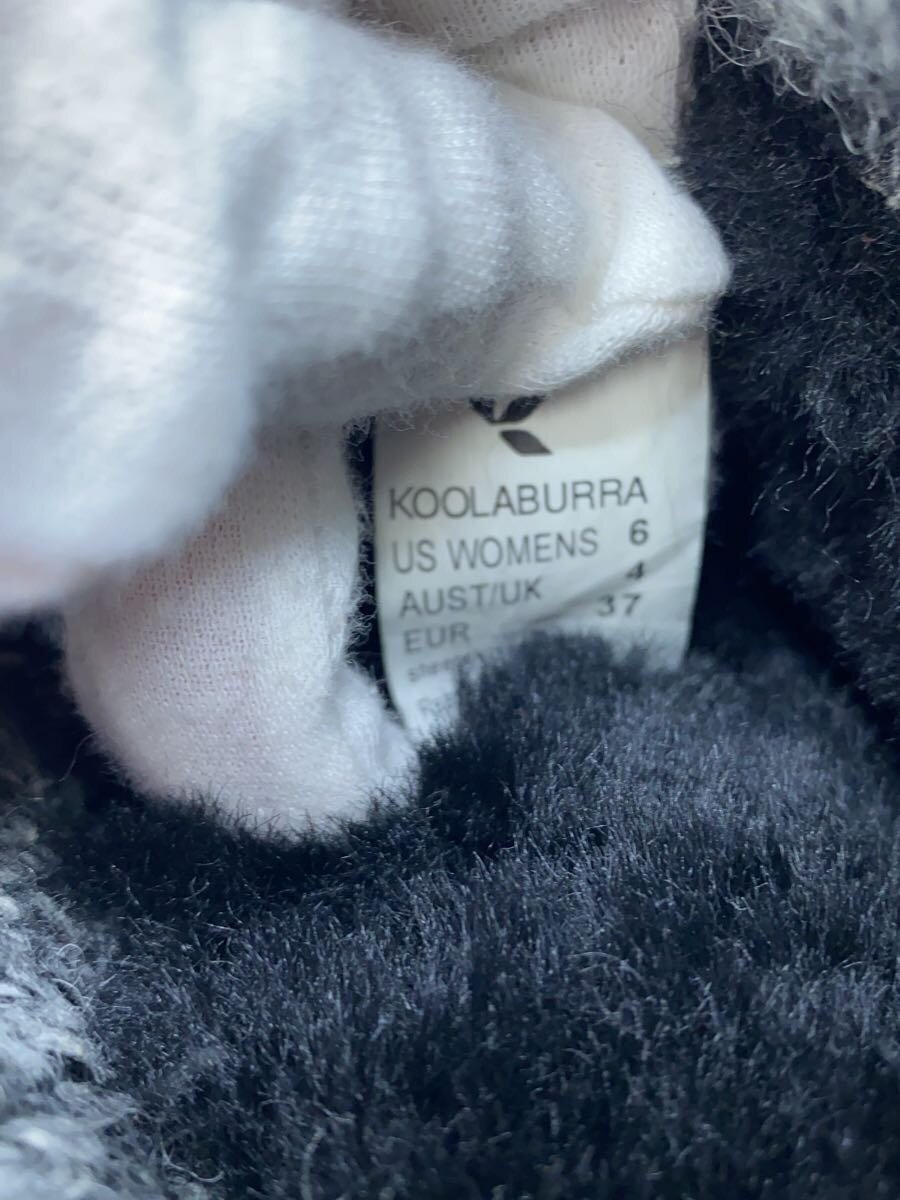 KOOLABURRA
US WOMENS 6
AUST/UK 4
EUR 37